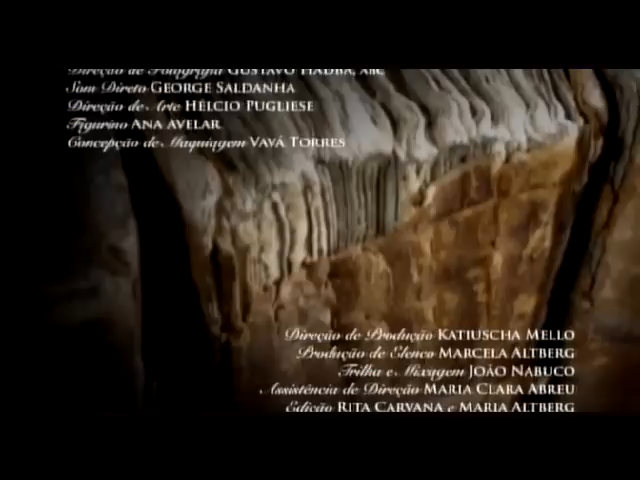 Direção de Fotografia GUSTAVO HADBA, ABC
Som Direto GEORGE SALDANHA
Direção de Arte HÉLCIO PUGLIESE
Figurino ANA AVELAR
Concepção de Maquiagem VAVÁ TORRES
Direção de Produção KATIUSCHA MELLO
Produção de Elenco MARCELA ALTBERG
Trilha e Mixagem JOÃO NABUCO
Assistência de Direção MARIA CLARA ABREU
Edição RITA CARVANA e MARIA ALTBERG